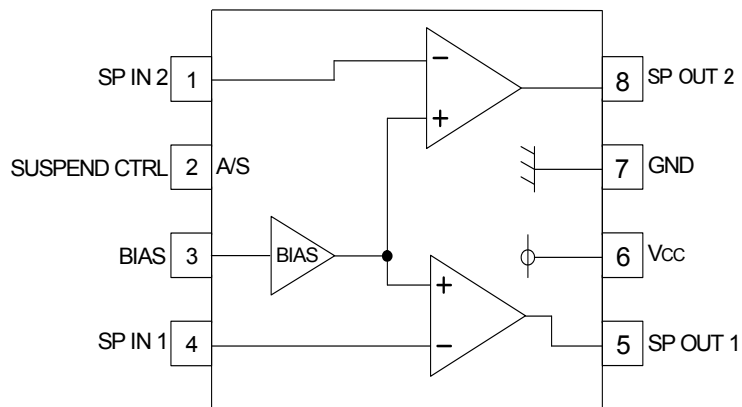 SP IN 2 1
8 SP OUT 2
SUSPEND CTRL 2 A/S
7 GND
BIAS 3 BIAS
6 VCC
SP IN 1 4
5 SP OUT 1
− 
+
+
−